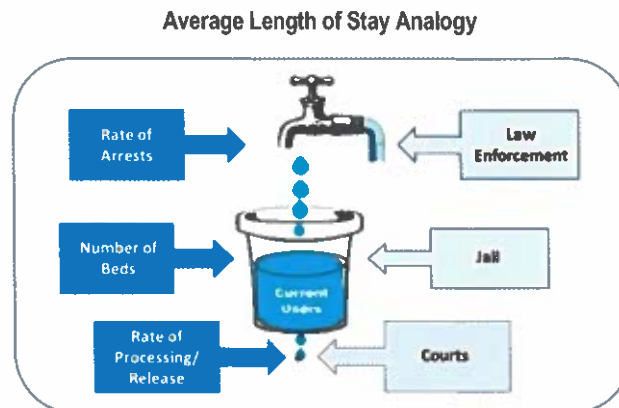 Average Length of Stay Analogy
Rate of
Arrests
Law
Enforcement
Number of
Beds
Jail
Current
Users
Rate of
Processing/
Release
Courts